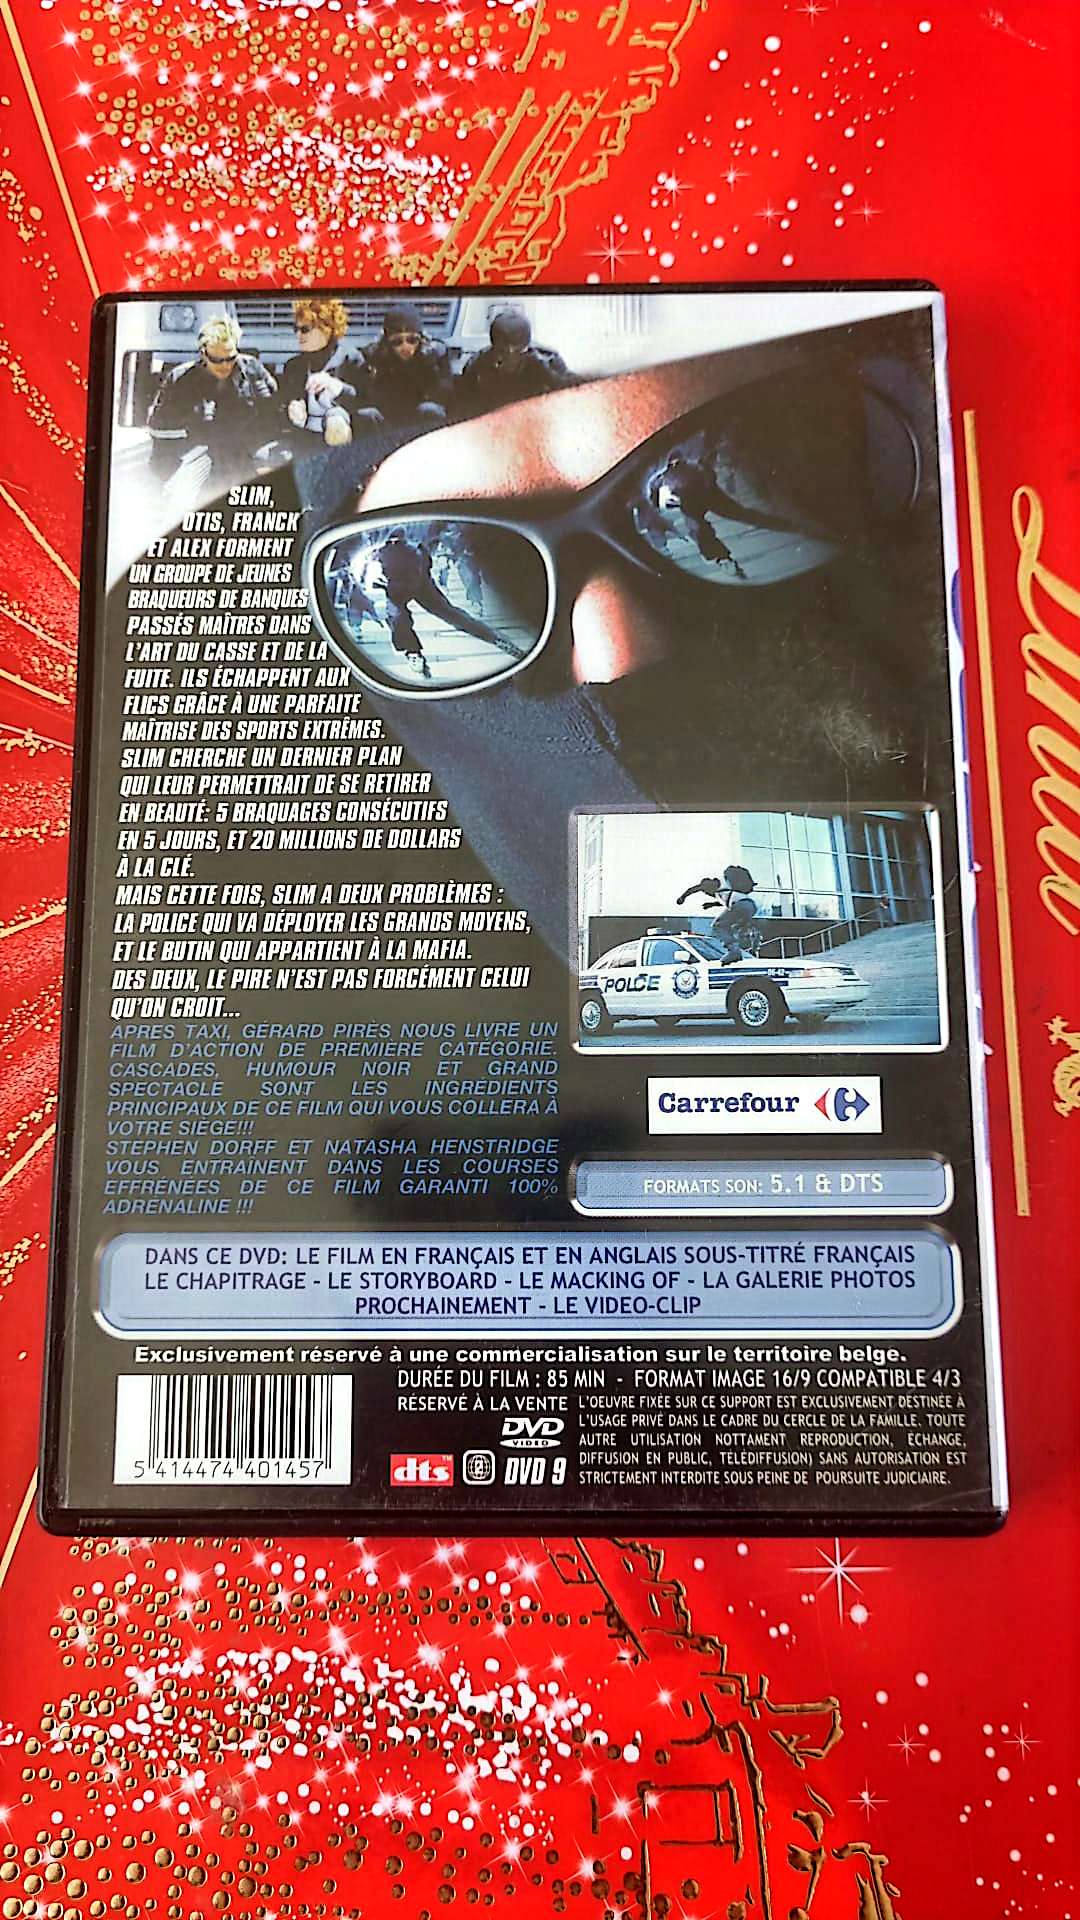 SLIM,
OTIS, FRANCK
ET ALEX FORMENT
UN GROUPE DE JEUNES
BRAQUEURS DE BANQUES
PASSÉS MAÎTRES DANS
L'ART DU CASSE ET DE LA
FUITE. ILS ÉCHAPPENT AUX
FLICS GRÂCE À UNE PARFAITE
MAÎTRISE DES SPORTS EXTRÊMES.
SLIM CHERCHE UN DERNIER PLAN
QUI LEUR PERMETTRAIT DE SE RETIRER
EN BEAUTÉ: 5 BRAQUAGES CONSÉCUTIFS
EN 5 JOURS, ET 20 MILLIONS DE DOLLARS
À LA CLÉ.
MAIS CETTE FOIS, SLIM A DEUX PROBLÈMES :
LA POLICE QUI VA DÉPLOYER LES GRANDS MOYENS,
ET LE BUTIN QUI APPARTIENT À LA MAFIA.
DES DEUX, LE PIRE N'EST PAS FORCÉMENT CELUI
QU'ON CROIT...
APRES TAXI, GÉRARD PIRÈS NOUS LIVRE UN
FILM D'ACTION DE PREMIÈRE CATÉGORIE.
CASCADES, HUMOUR NOIR ET GRAND
SPECTACLE SONT LES INGRÉDIENTS
PRINCIPAUX DE CE FILM QUI VOUS COLLERA À
VOTRE SIÈGE!!!
STEPHEN DORFF ET NATASHA HENSTRIDGE
VOUS ENTRAÎNENT DANS LES COURSES
EFFRÉNÉES DE CE FILM GARANTI 100%
ADRENALINE !!!
POLICE
Carrefour
FORMATS SON: 5.1 & DTS
DANS CE DVD: LE FILM EN FRANÇAIS ET EN ANGLAIS SOUS-TITRÉ FRANÇAIS
LE CHAPITRAGE - LE STORYBOARD - LE MACKING OF - LA GALERIE PHOTOS
PROCHAINEMENT - LE VIDEO-CLIP
Exclusivement réservé à une commercialisation sur le territoire belge.
DURÉE DU FILM : 85 MIN - FORMAT IMAGE 16/9 COMPATIBLE 4/3
RÉSERVÉ À LA VENTE
DVD
VIDEO
dts
DVD 9
5 414474 401457
L'OEUVRE FIXÉE SUR CE SUPPORT EST EXCLUSIVEMENT DESTINÉE À
L'USAGE PRIVÉ DANS LE CADRE DU CERCLE DE LA FAMILLE. TOUTE
AUTRE UTILISATION NOTTAMENT REPRODUCTION, ÉCHANGE,
DIFFUSION EN PUBLIC, TÉLÉDIFFUSION) SANS AUTORISATION EST
STRICTEMENT INTERDITE SOUS PEINE DE POURSUITE JUDICIAIRE.